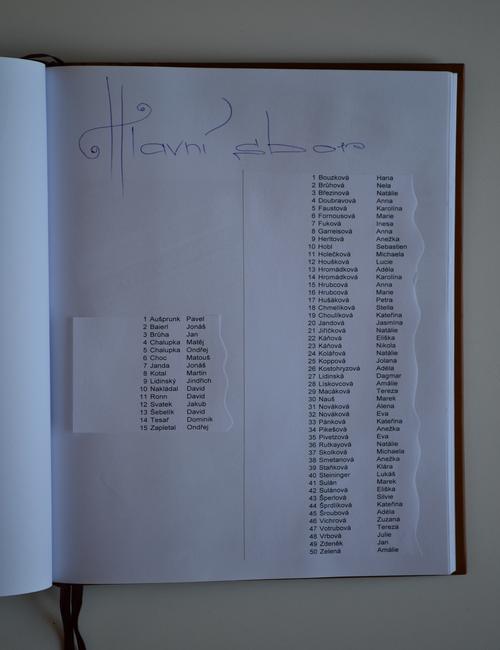 Hlavní sbor
1 Aušprunk Pavel
2 Baierl Jonáš
3 Brůha Jan
4 Chalupka Matěj
5 Chalupka Ondřej
6 Choc Matouš
7 Janda Jonáš
8 Kotal Martin
9 Lidinský Jindřich
10 Nakládal David
11 Ronn David
12 Svatek Jakub
13 Šebelík David
14 Tesař Dominik
15 Zapletal Ondřej
1 Bouzková Hana
2 Brůhová Nela
3 Březinová Natálie
4 Doubravová Anna
5 Faustová Karolína
6 Fornousová Marie
7 Fuková Inesa
8 Garreisová Anna
9 Herltová Anežka
10 Hobl Sebastien
11 Holečková Michaela
12 Houšková Lucie
13 Hromádková Adéla
14 Hromádková Karolína
15 Hrubcová Anna
16 Hrubcová Marie
17 Hušáková Petra
18 Chmelíková Stella
19 Choulíková Kateřina
20 Jandová Jasmína
21 Jiřičková Natálie
22 Káňová Eliška
23 Káňová Nikola
24 Kolářová Natálie
25 Koppová Jolana
26 Kostohryzová Adéla
27 Lidinská Dagmar
28 Liskovcová Amálie
29 Macáková Tereza
30 Nauš Marek
31 Nováková Alena
32 Nováková Eva
33 Pánková Kateřina
34 Pikešová Anežka
35 Pivetzová Eva
36 Rutkayová Natálie
37 Skolková Michaela
38 Smetanová Anežka
39 Staňková Klára
40 Steininger Lukáš
41 Sulán Marek
42 Sulánová Eliška
43 Šperlová Silvie
44 Šprdlíková Kateřina
45 Šroubová Adéla
46 Vichrová Zuzana
47 Votrubová Tereza
48 Vrbová Julie
49 Zdeněk Jan
50 Zelená Amálie